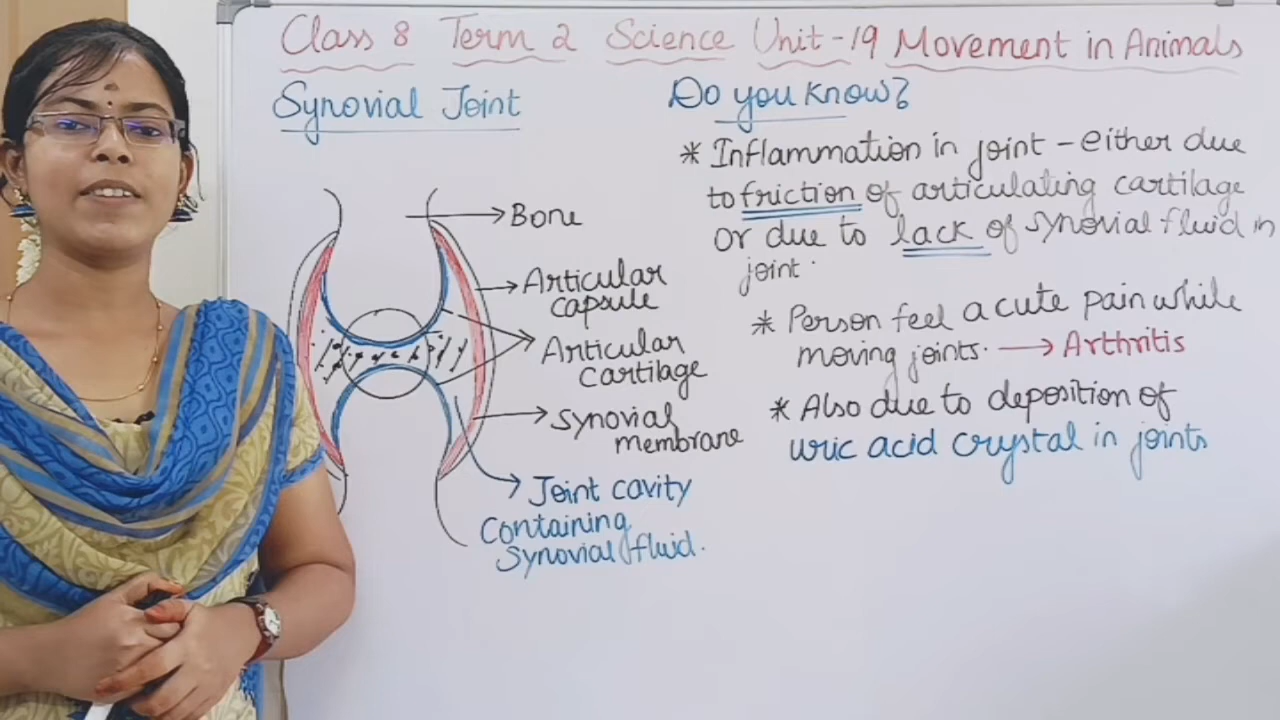 Class 8 Term 2 Science Unit-19 Movement in Animals
Synovial Joint
Bone
Articular
capsule
Articular
cartilage
synovial
membrane
Joint cavity
Containing
Synovial fluid.
Do you know?
* Inflammation in joint - either due
to friction of articulating cartilage
or due to lack of synovial fluid in
joint.
* Person feel acute pain while
moving joints. → Arthritis
* Also due to deposition of
uric acid crystal in joints